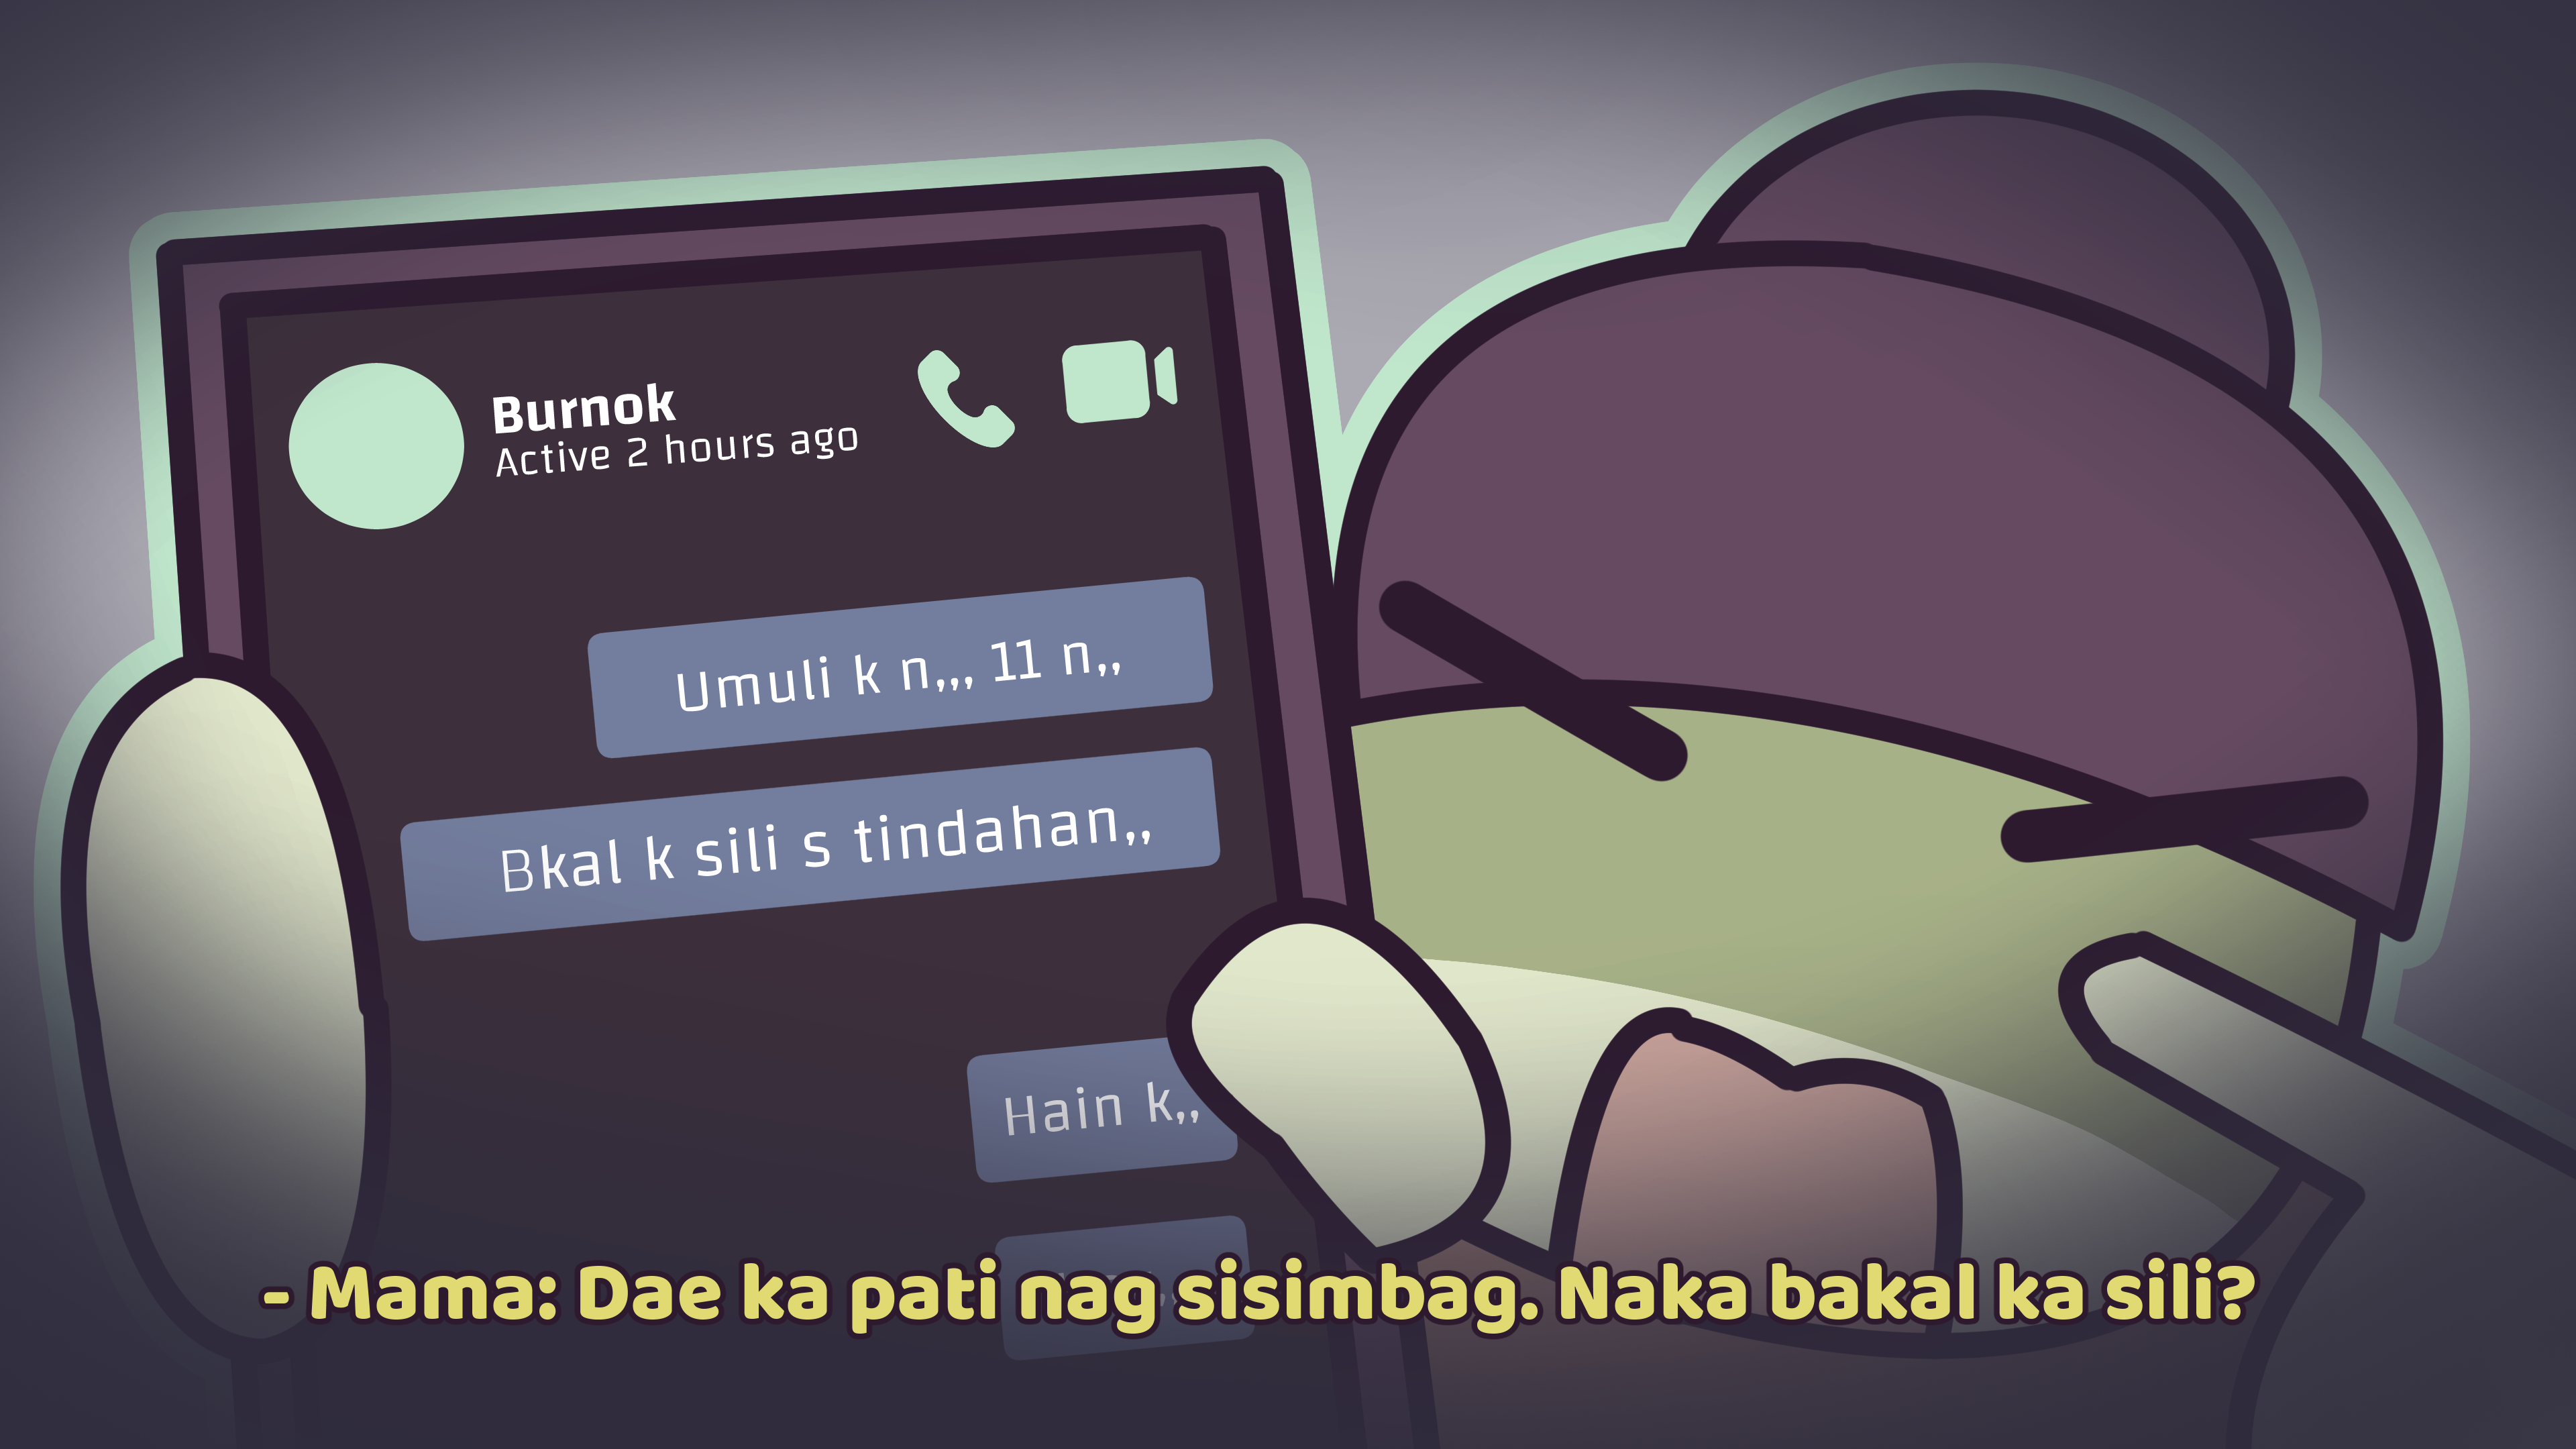 Burnok
Active 2 hours ago
Umuli k n,,, 11 n,,
Bkal k sili s tindahan,,
Hain k,,
- Mama: Dae ka pati nag sisimbag. Naka bakal ka sili?